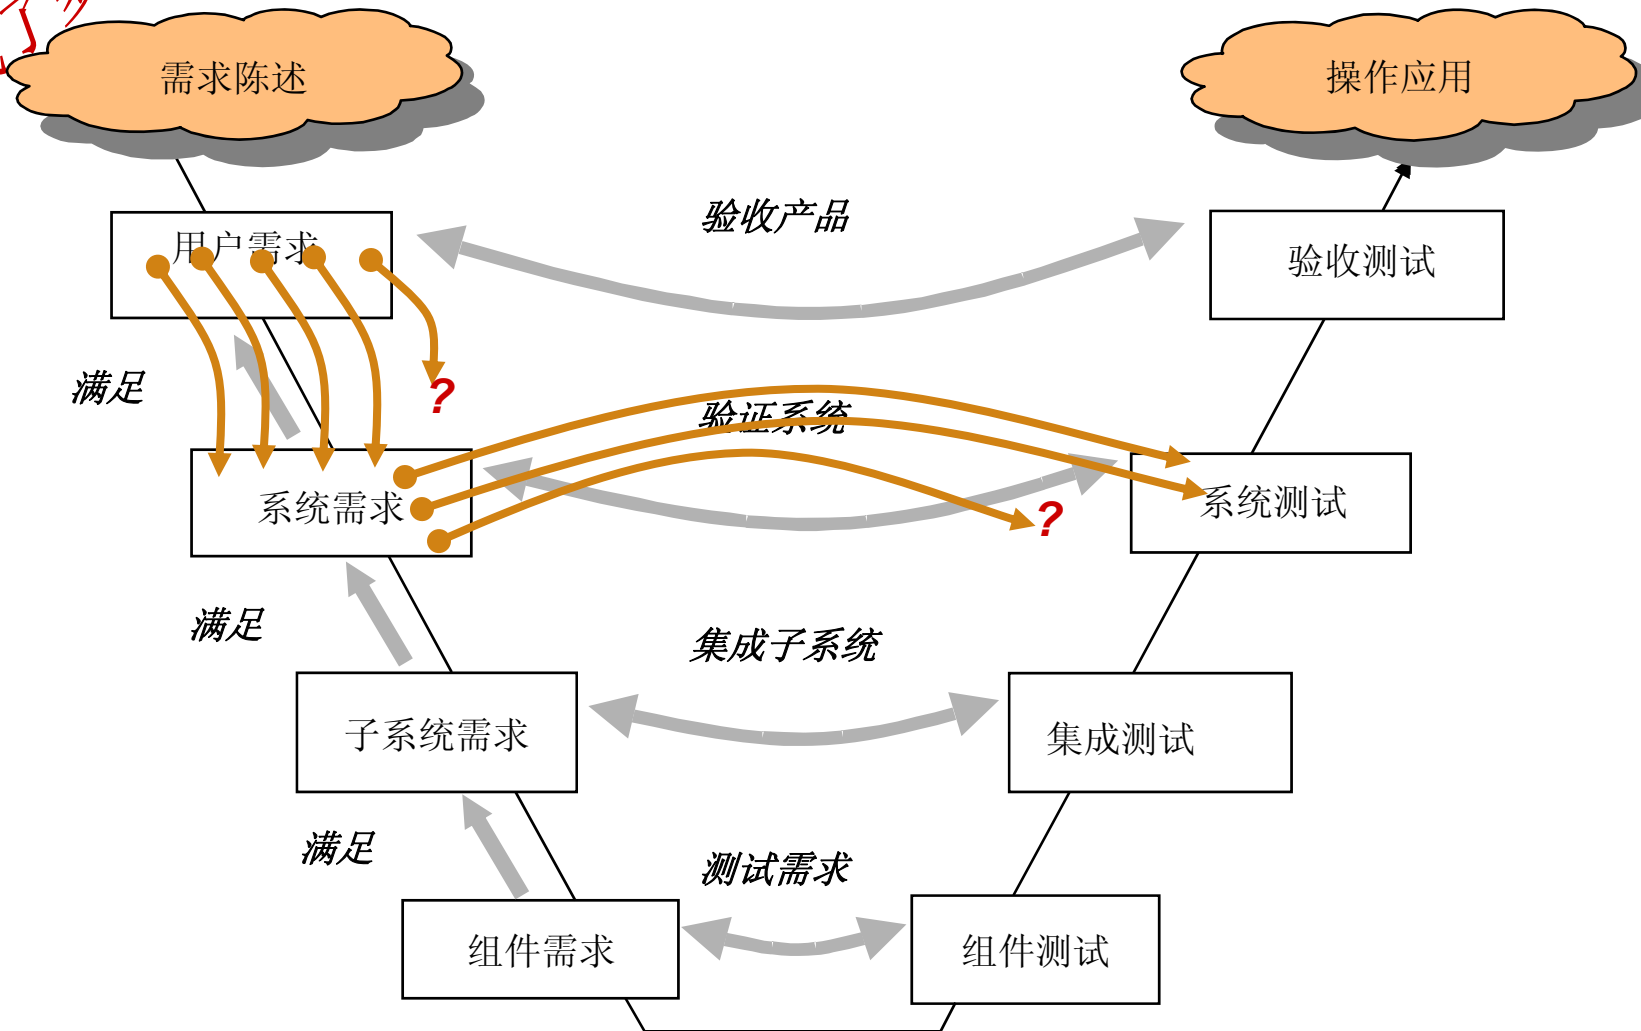 需求陈述
操作应用
验收产品
用户需求
验收测试
满足
?
验证系统
系统需求
?
系统测试
满足
集成子系统
子系统需求
集成测试
满足
测试需求
组件需求
组件测试